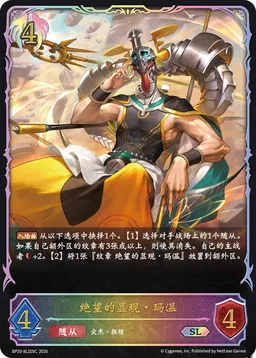 4
入场曲 从以下选项中抉择1个。【1】选择对手战场上的1个随从。
如果自己额外区的纹章有3张或以上，则使其消失。自己的主战
者+2。【2】将1张『纹章 绝望的显现·玛温』放置到额外区。
绝望的显现·玛温
4
随从
SL
4
BP20-SL20SC 2026
© Cygames, Inc. Published by NetEase Games